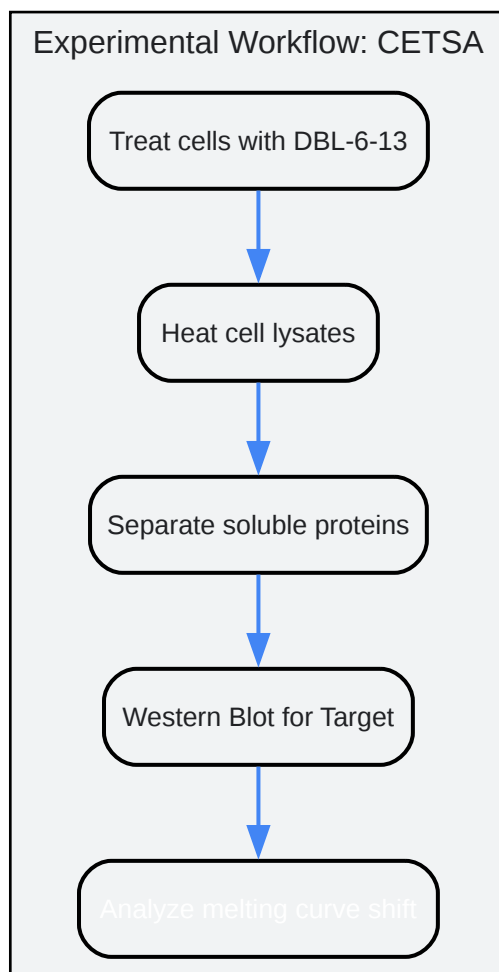 Experimental Workflow: CETSA
Treat cells with DBL-6-13
Heat cell lysates
Separate soluble proteins
Western Blot for Target
Analyze melting curve shift